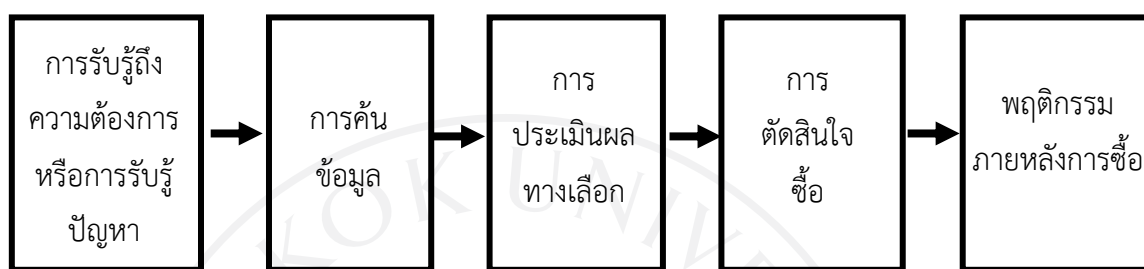 การรับรู้ถึง
ความต้องการ
หรือการรับรู้
ปัญหา
การค้น
ข้อมูล
การ
ประเมินผล
ทางเลือก
การ
ตัดสินใจ
ซื้อ
พฤติกรรม
ภายหลังการซื้อ
KOK UNIVE